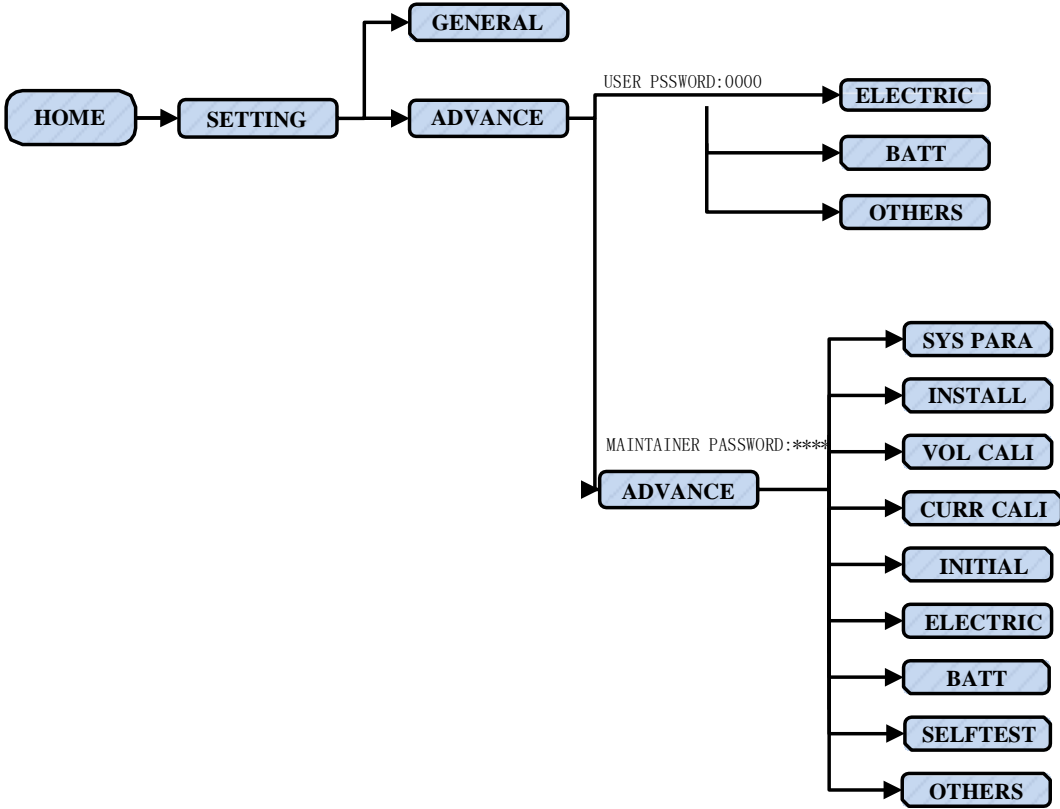 GENERAL
USER PSSWORD:0000
HOME
SETTING
ADVANCE
ELECTRIC
BATT
OTHERS
SYS PARA
INSTALL
MAINTAINER PASSWORD:****
VOL CALI
ADVANCE
CURR CALI
INITIAL
ELECTRIC
BATT
SELFTEST
OTHERS